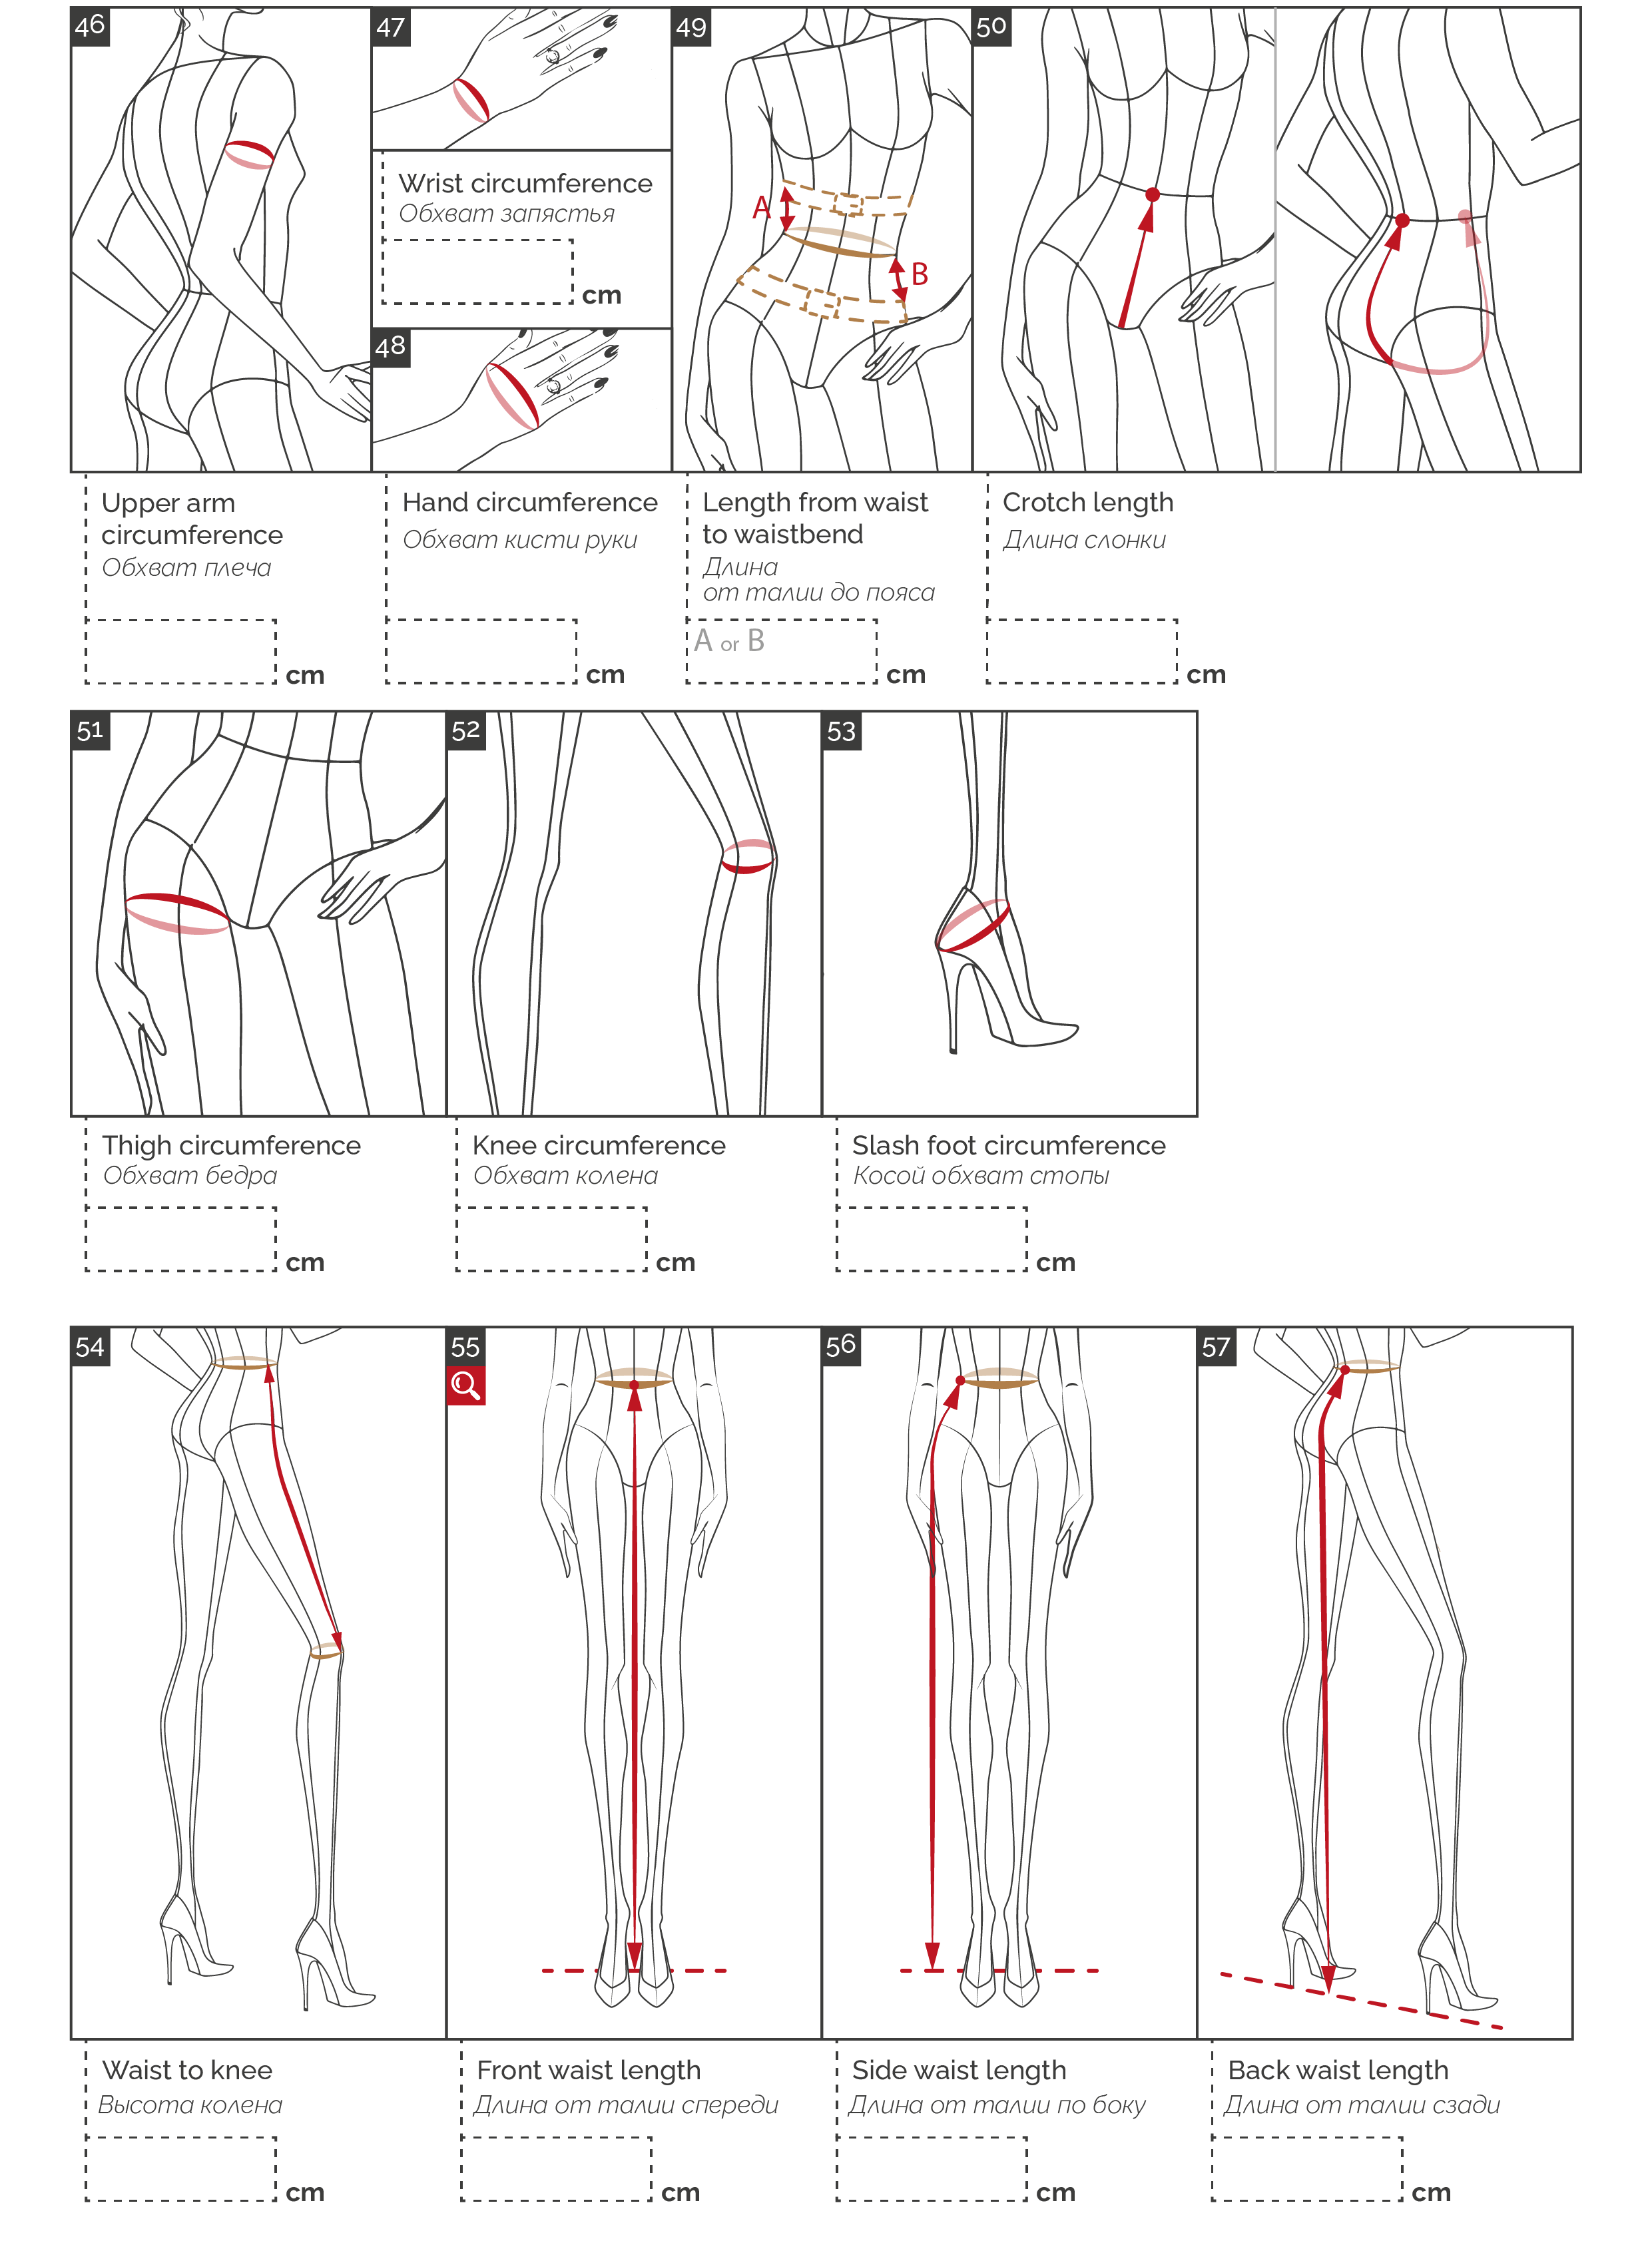 46
47
Wrist circumference
Обхват запястья
cm
48
49
A
B
50
Upper arm
circumference
Обхват плеча
cm
Hand circumference
Обхват кисти руки
cm
Length from waist
to waistbend
Длина
от талии до пояса
A or B
cm
Crotch length
Длина слонки
cm
51
52
53
Thigh circumference
Обхват бедра
cm
Knee circumference
Обхват колена
cm
Slash foot circumference
Косой обхват стопы
cm
54
55
56
57
Waist to knee
Высота колена
cm
Front waist length
Длина от талии спереди
cm
Side waist length
Длина от талии по боку
cm
Back waist length
Длина от талии сзади
cm